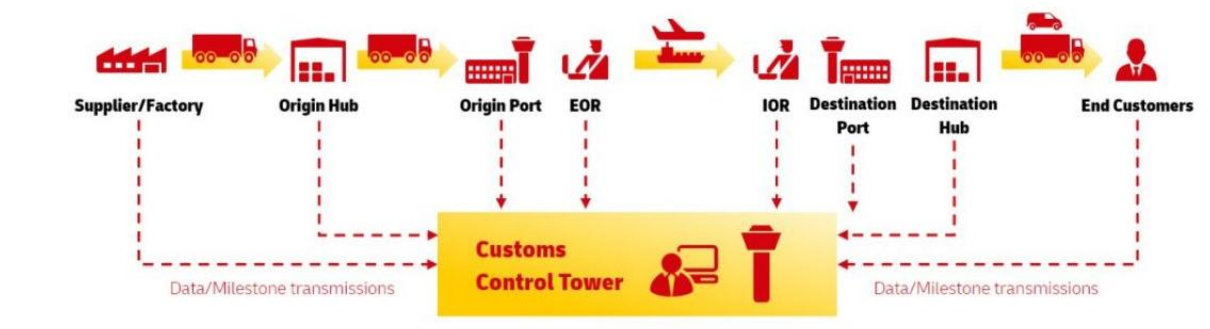 Supplier/Factory
Origin Hub
Origin Port
EOR
IOR
Destination
Port
Destination
Hub
End Customers
Customs
Control Tower
Data/Milestone transmissions
Data/Milestone transmissions